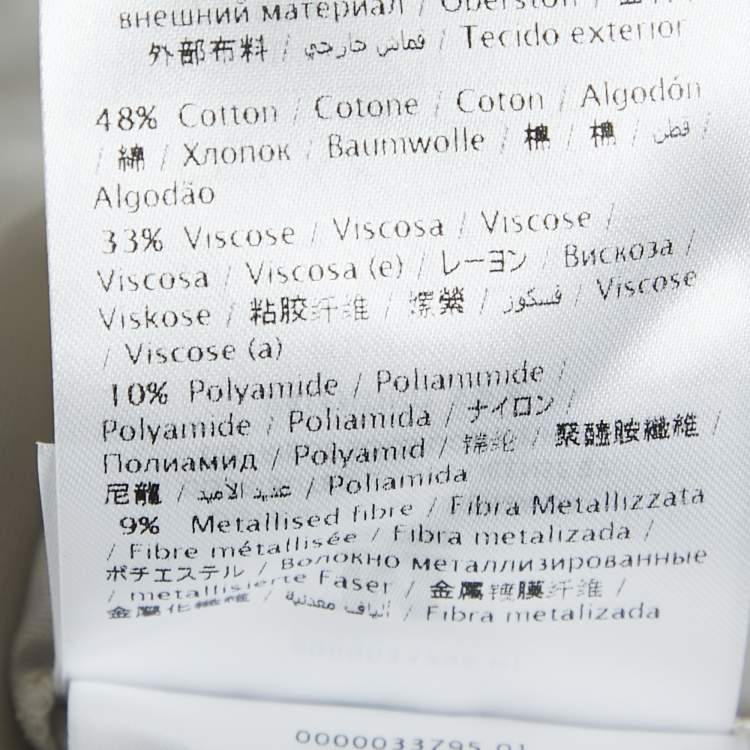 внешний материал / Oberstoff /
外部布料 / قماش خارجي / Tecido exterior
48% Cotton / Cotone / Coton / Algodón
/ 綿 / Хлопок / Baumwolle / 棉 / 棉 / قطن /
Algodão
33% Viscose / Viscosa / Viscose /
Viscosa / Viscosa (e) / レーヨン / Вискоза /
Viskose / 粘胶纤维 / 嫘縈 / فسكوز / Viscose
/ Viscose (a)
10% Polyamide / Poliammide /
Polyamide / Poliamida / ナイロン /
Полиамид / Polyamid / 锦纶 / 聚醯胺纖維 /
尼龍 / عديد الاميد / Poliamida
9% Metallised fibre / Fibra Metallizzata
/ Fibre métallisée / Fibra metalizada /
ポチエステル / волокно металлизированные
/ metallisierte Faser / 金属镀膜纤维 /
金屬化纖維 / ألياف معدنية / Fibra metalizada
0000033795 01